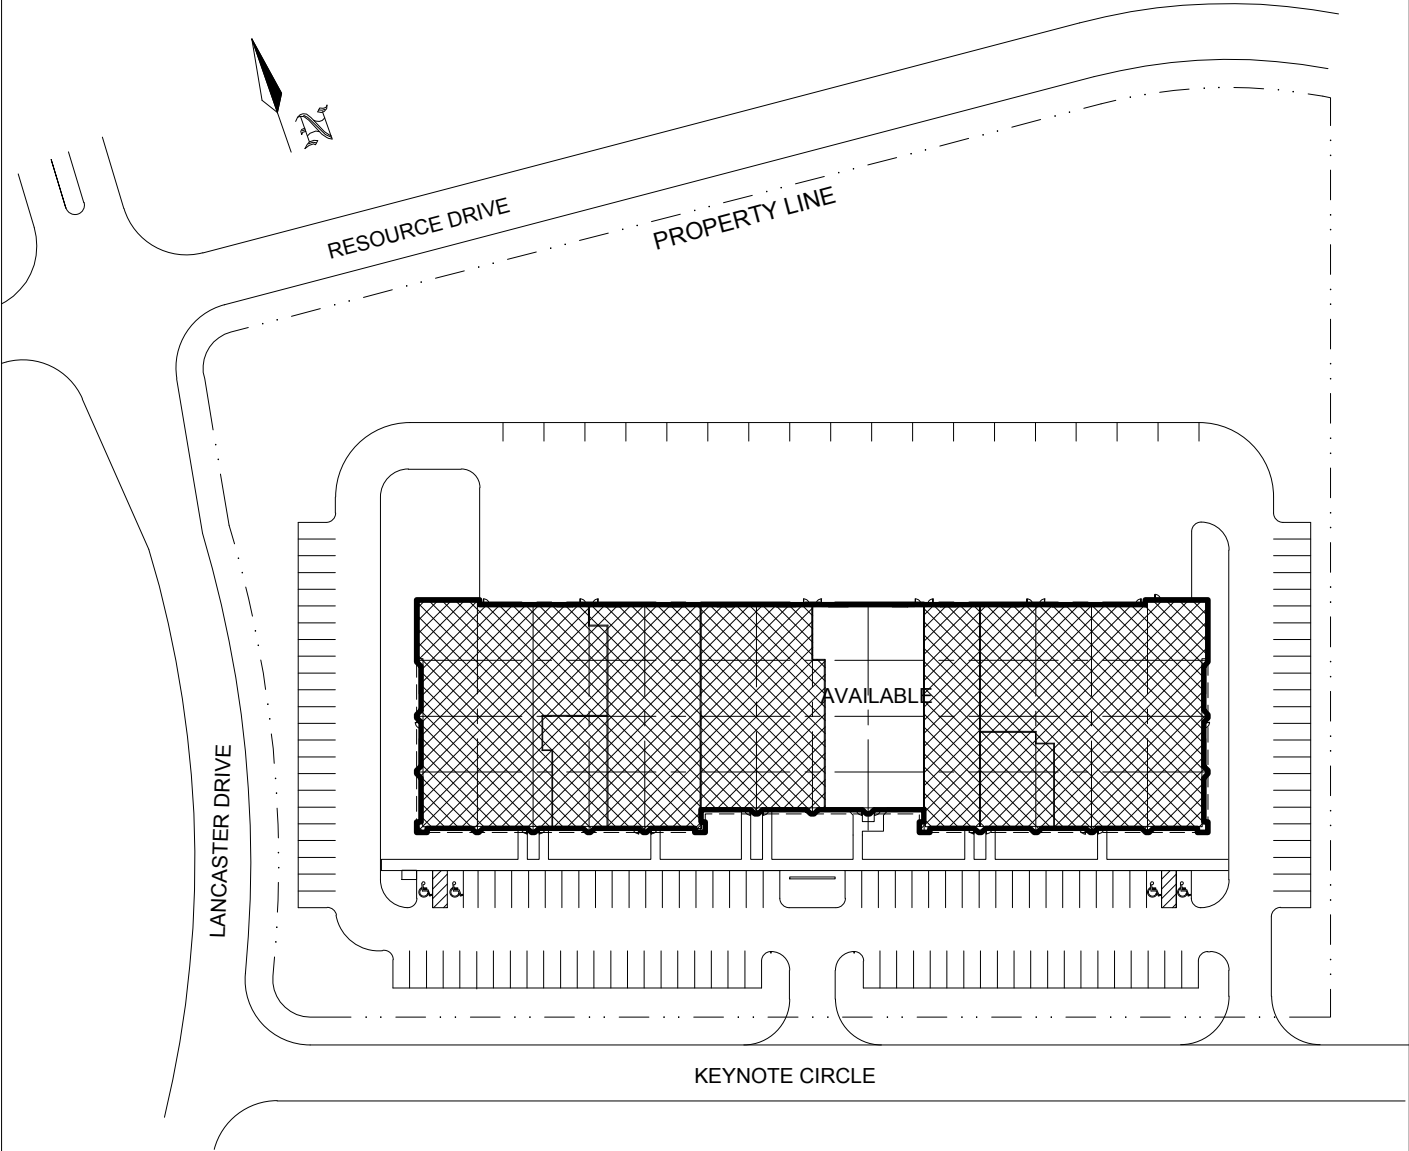 N
RESOURCE DRIVE
PROPERTY LINE
AVAILABLE
LANCASTER DRIVE
KEYNOTE CIRCLE